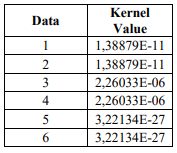 Data Kernel Value
1 1,38879E-11
2 1,38879E-11
3 2,26033E-06
4 2,26033E-06
5 3,22134E-27
6 3,22134E-27